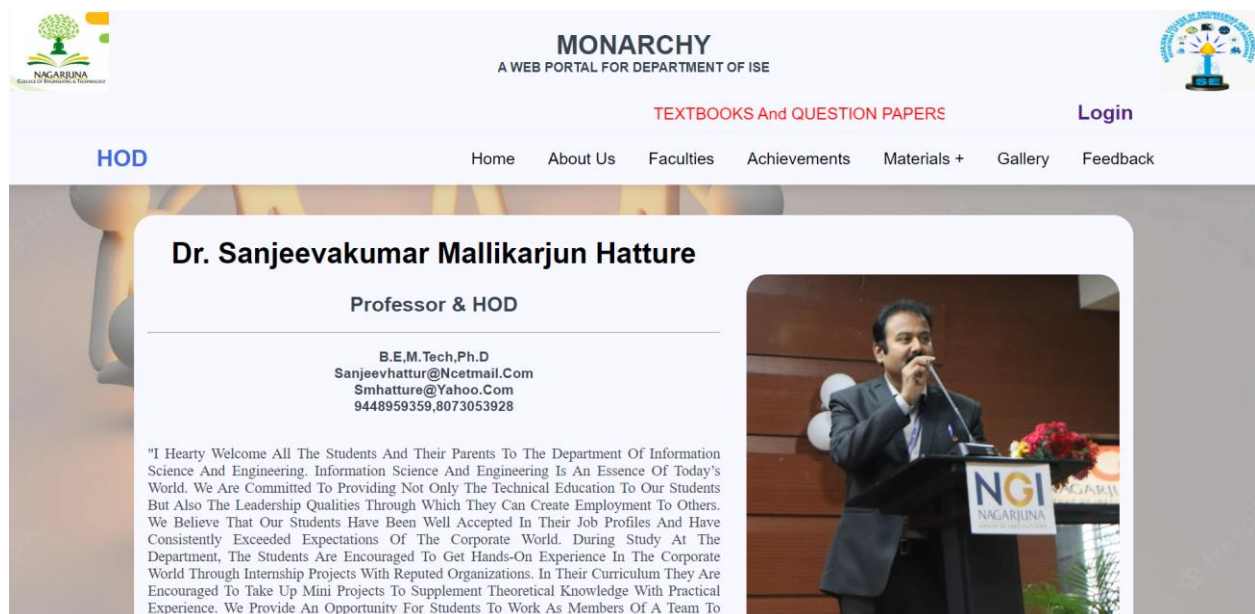 NAGARJUNA
COLLEGE OF ENGINEERING & TECHNOLOGY
MONARCHY
A WEB PORTAL FOR DEPARTMENT OF ISE
ISE
TEXTBOOKS And QUESTION PAPERS
Login
HOD
Home
About Us
Faculties
Achievements
Materials +
Gallery
Feedback
Dr. Sanjeevakumar Mallikarjun Hatture
Professor & HOD
B.E,M.Tech,Ph.D
Sanjeevhattur@Ncetmail.Com
Smhatture@Yahoo.Com
9448959359,8073053928
"I Hearty Welcome All The Students And Their Parents To The Department Of Information
Science And Engineering. Information Science And Engineering Is An Essence Of Today’s
World. We Are Committed To Providing Not Only The Technical Education To Our Students
But Also The Leadership Qualities Through Which They Can Create Employment To Others.
We Believe That Our Students Have Been Well Accepted In Their Job Profiles And Have
Consistently Exceeded Expectations Of The Corporate World. During Study At The
Department, The Students Are Encouraged To Get Hands-On Experience In The Corporate
World Through Internship Projects With Reputed Organizations. In Their Curriculum They Are
Encouraged To Take Up Mini Projects To Supplement Theoretical Knowledge With Practical
Experience. We Provide An Opportunity For Students To Work As Members Of A Team To
NGI
NAGARJUNA